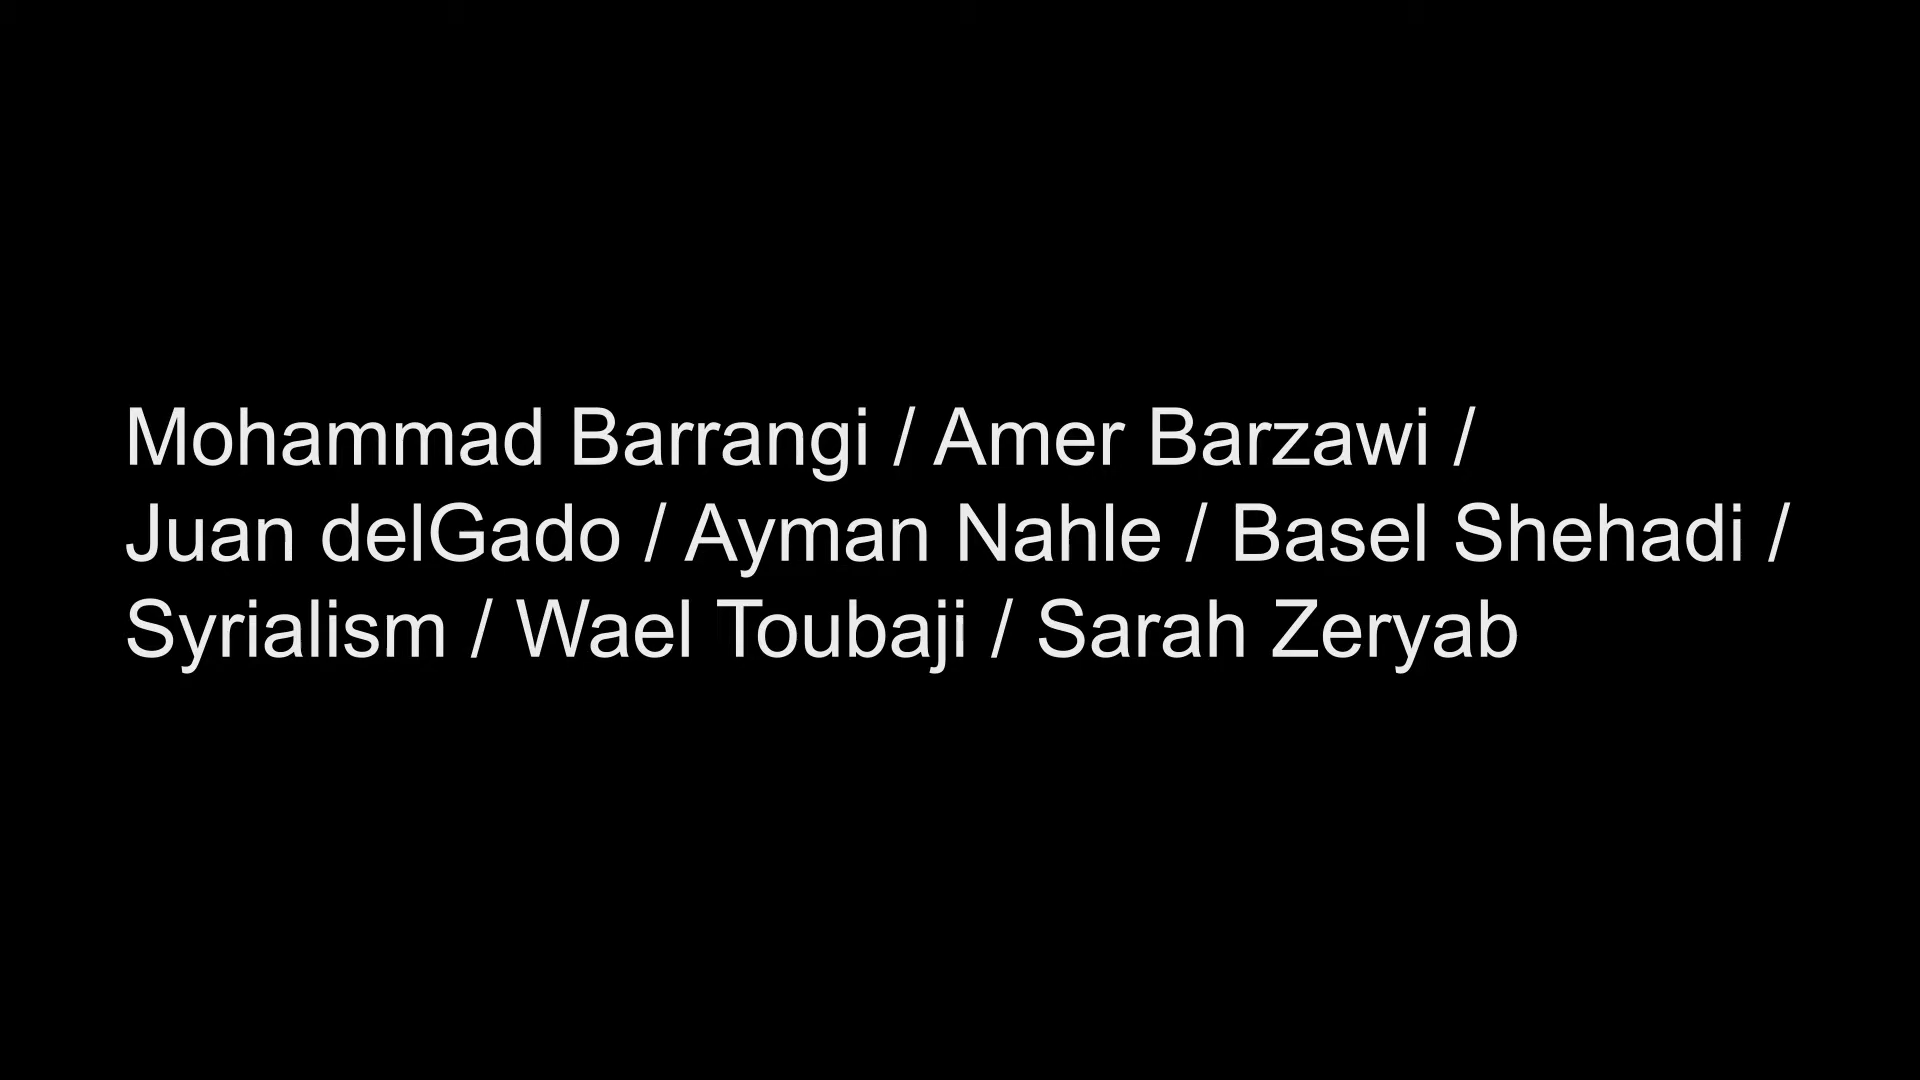 Mohammad Barrangi / Amer Barzawi /
Juan delGado / Ayman Nahle / Basel Shehadi /
Syrialism / Wael Toubaji / Sarah Zeryab